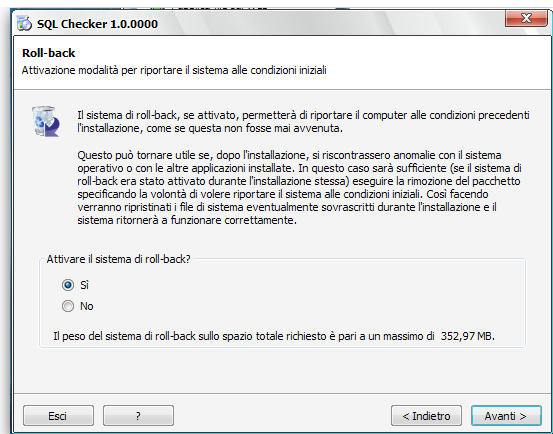 SQL Checker 1.0.0000
Roll-back
Attivazione modalità per riportare il sistema alle condizioni iniziali
Il sistema di roll-back, se attivato, permetterà di riportare il computer alle condizioni precedenti
l'installazione, come se questa non fosse mai avvenuta.
Questo può tornare utile se, dopo l'installazione, si riscontrassero anomalie con il sistema
operativo o con le altre applicazioni installate. In questo caso sarà sufficiente (se il sistema di
roll-back era stato attivato durante l'installazione stessa) eseguire la rimozione del pacchetto
specificando la volontà di volere riportare il sistema alle condizioni iniziali. Così facendo
verranno ripristinati i file di sistema eventualmente sovrascritti durante l'installazione e il
sistema ritornerà a funzionare correttamente.
Attivare il sistema di roll-back?
Sì
No
Il peso del sistema di roll-back sullo spazio totale richiesto è pari a un massimo di 352,97 MB.
Esci
?
< Indietro
Avanti >